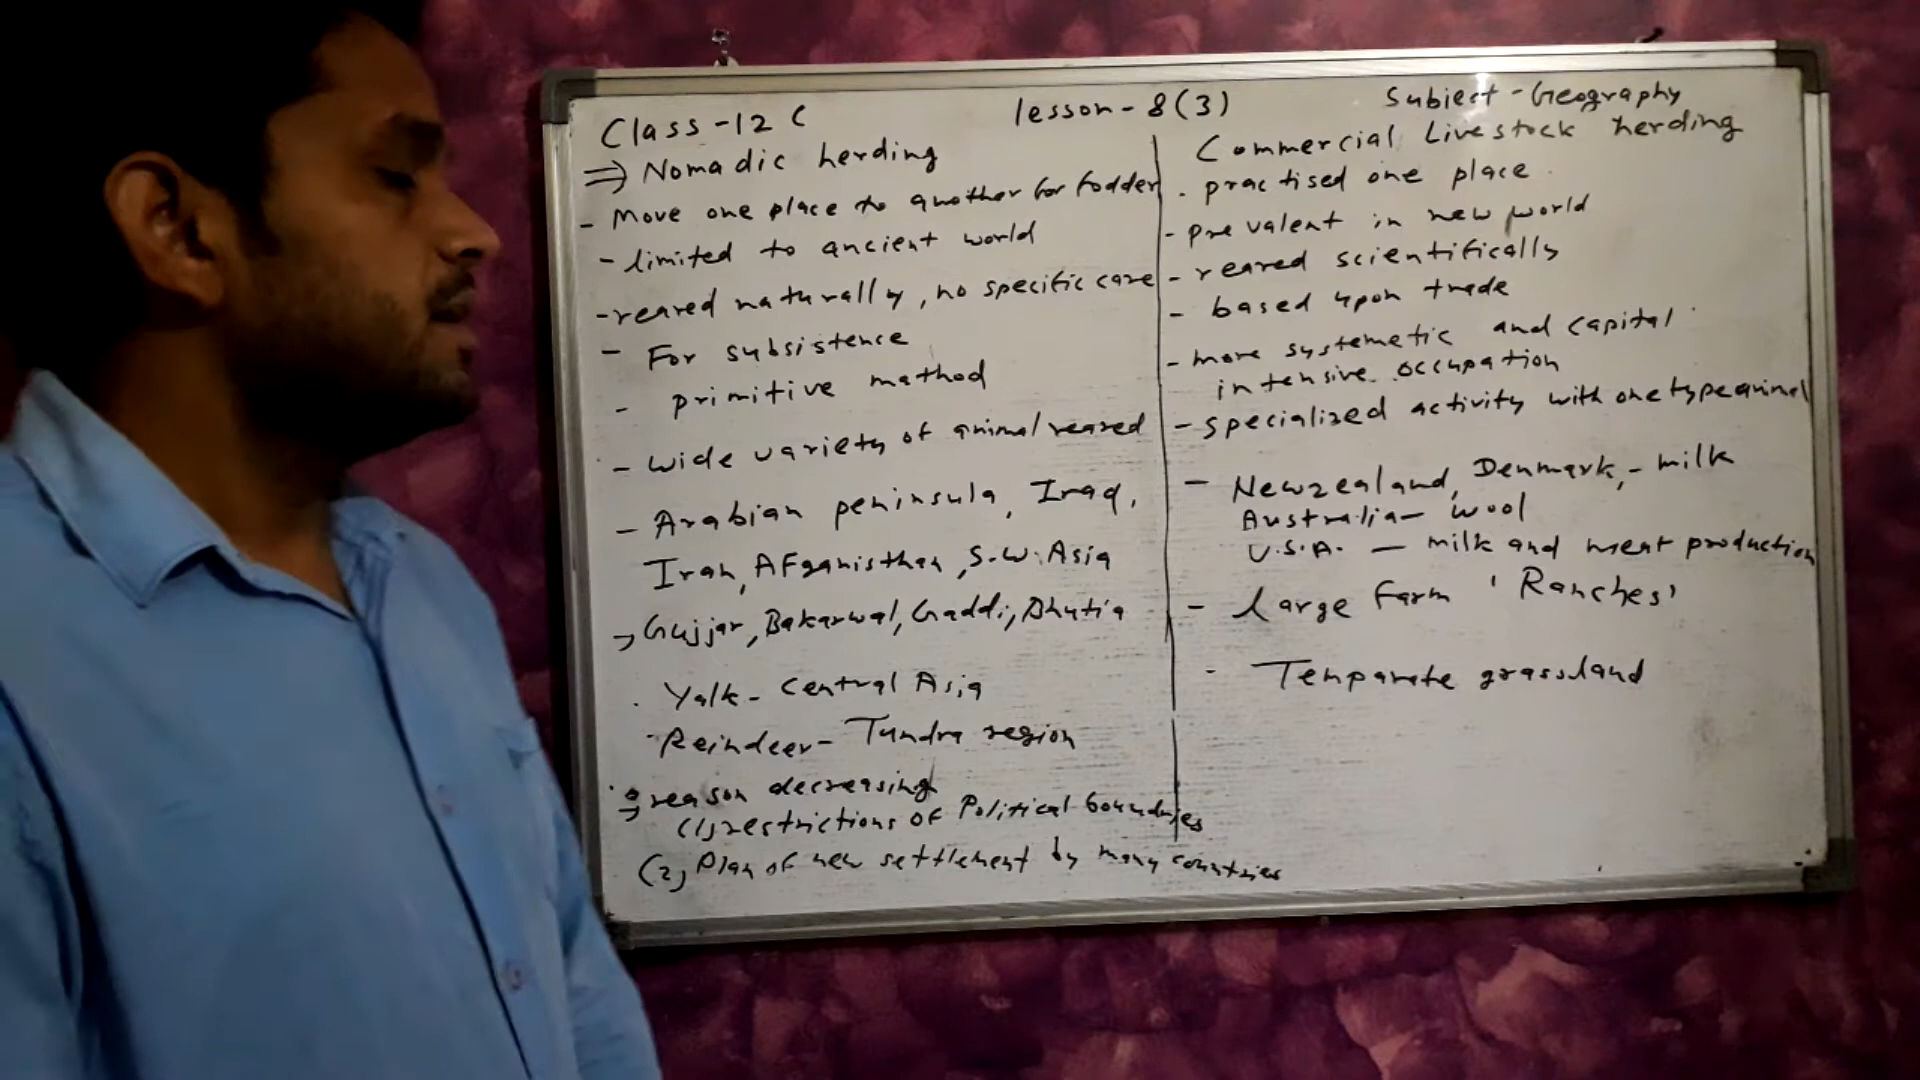 Class-12 C
lesson-8(3)
Subject-Geography
=> Nomadic herding
- Move one place to another for fodder
- limited to ancient world
- reared naturally, no specific care
- For subsistence
- primitive mathod
- Wide variety of animal reared
- Arabian peninsula, Iraq,
Iran, AFganisthan, S.W. Asia
→ Gujjar, Bakarwal, Gaddi, Bhutia
. Yalk - Central Asia
. Reindeer - Tundra region
reason decreasing
(1) restrictions of Political boundries
(2) Plan of new settlement by many countries
Commercial Livestock herding
. practised one place
- prevalent in new world
- reared scientifically
- based upon trade
- more systemetic and capital
intensive occupation
- specialized activity with one type animal
- Newzealand, Denmark, - milk
Australia - wool
U.S.A. - milk and meat production
- large Farm 'Ranches'
- Temparate grassland